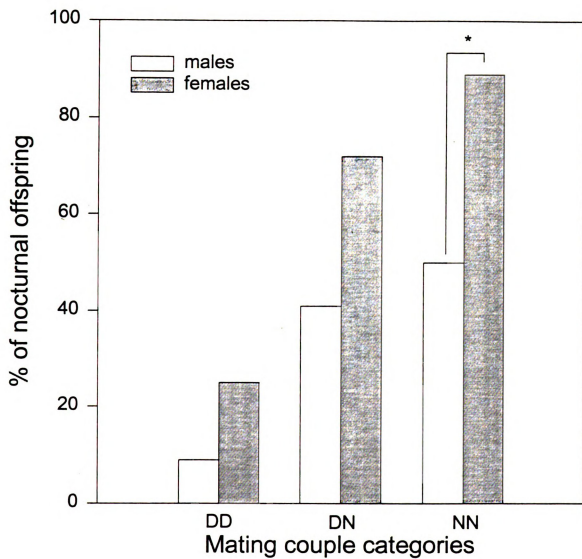 % of nocturnal offspring
100
80
60
40
20
0
males
females
*
DD DN NN
Mating couple categories